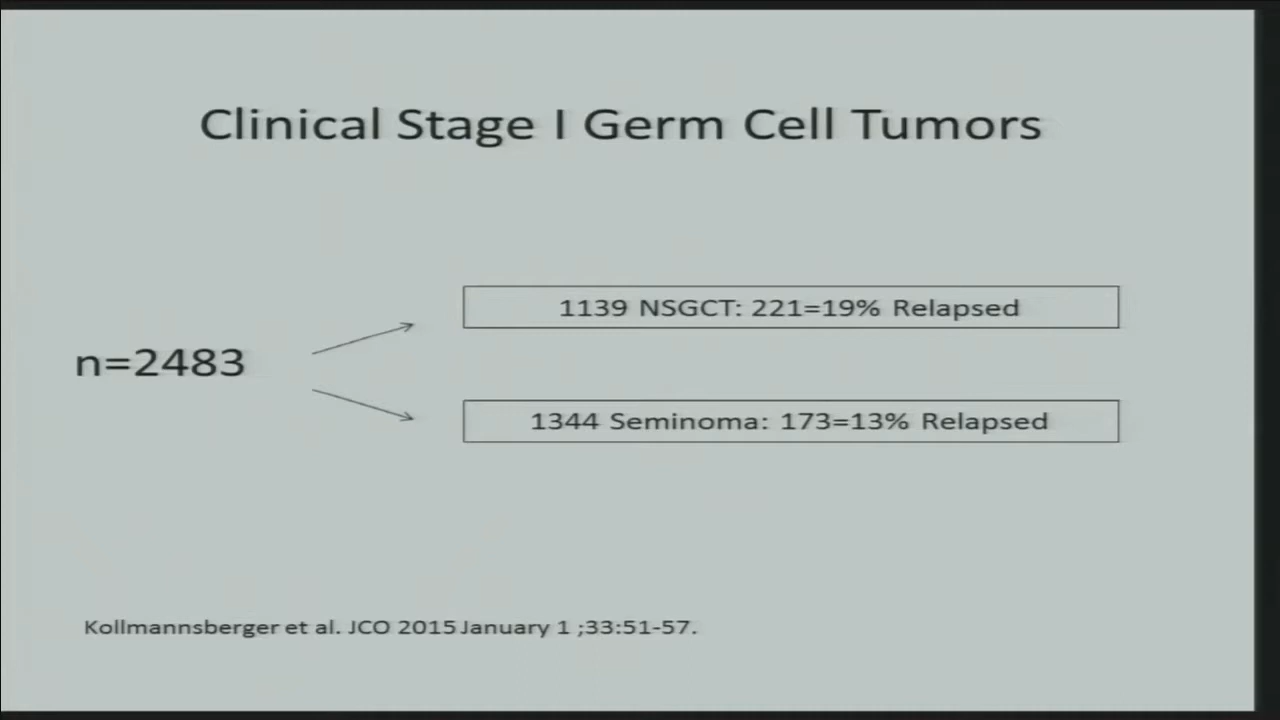 Clinical Stage I Germ Cell Tumors
n=2483
1139 NSGCT: 221=19% Relapsed
1344 Seminoma: 173=13% Relapsed
Kollmannsberger et al. JCO 2015 January 1 ;33:51-57.